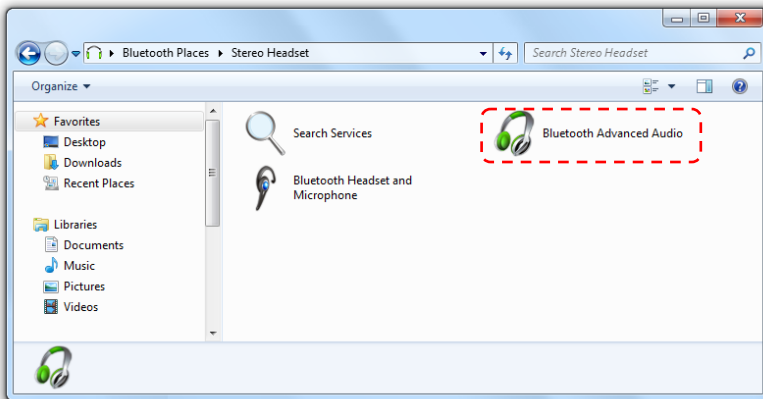 Bluetooth Places
Stereo Headset
Search Stereo Headset
Organize
Favorites
Desktop
Downloads
Recent Places
Libraries
Documents
Music
Pictures
Videos
Search Services
Bluetooth Advanced Audio
Bluetooth Headset and
Microphone